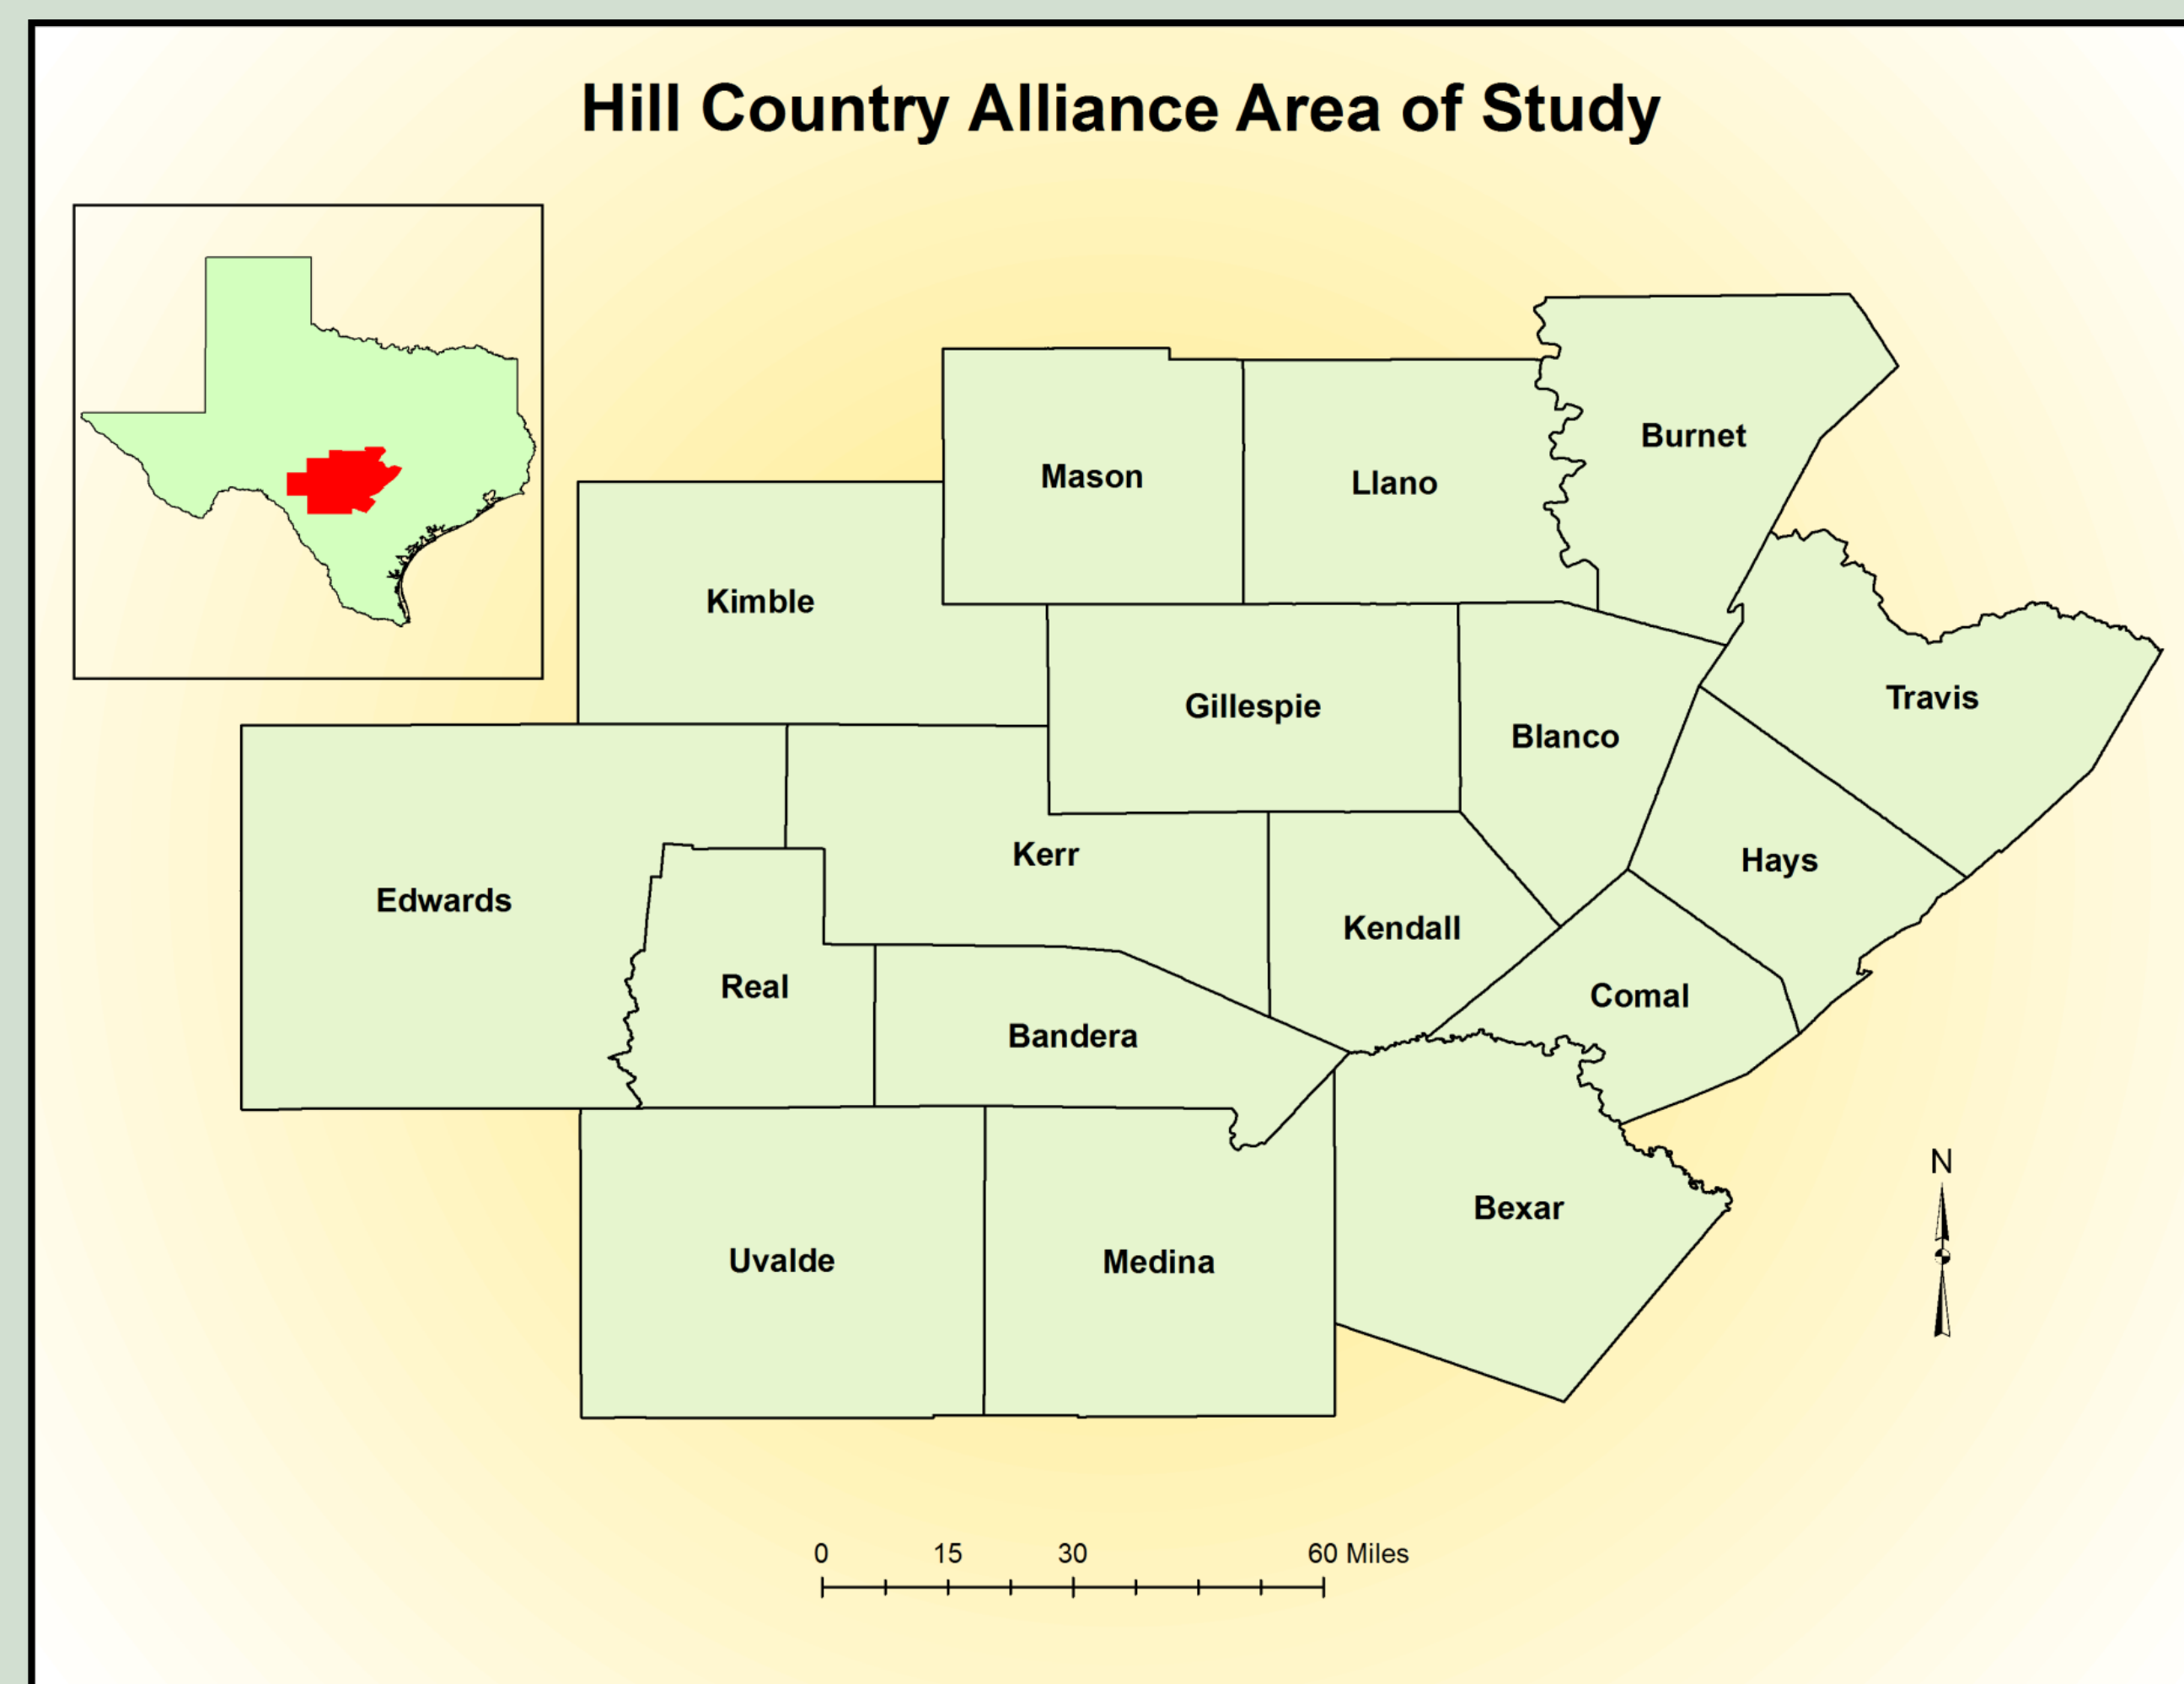 Hill Country Alliance Area of Study
Burnet
Mason
Llano
Kimble
Travis
Gillespie
Blanco
Kerr
Hays
Edwards
Kendall
Real
Comal
Bandera
N
Bexar
Uvalde
Medina
0 15 30 60 Miles